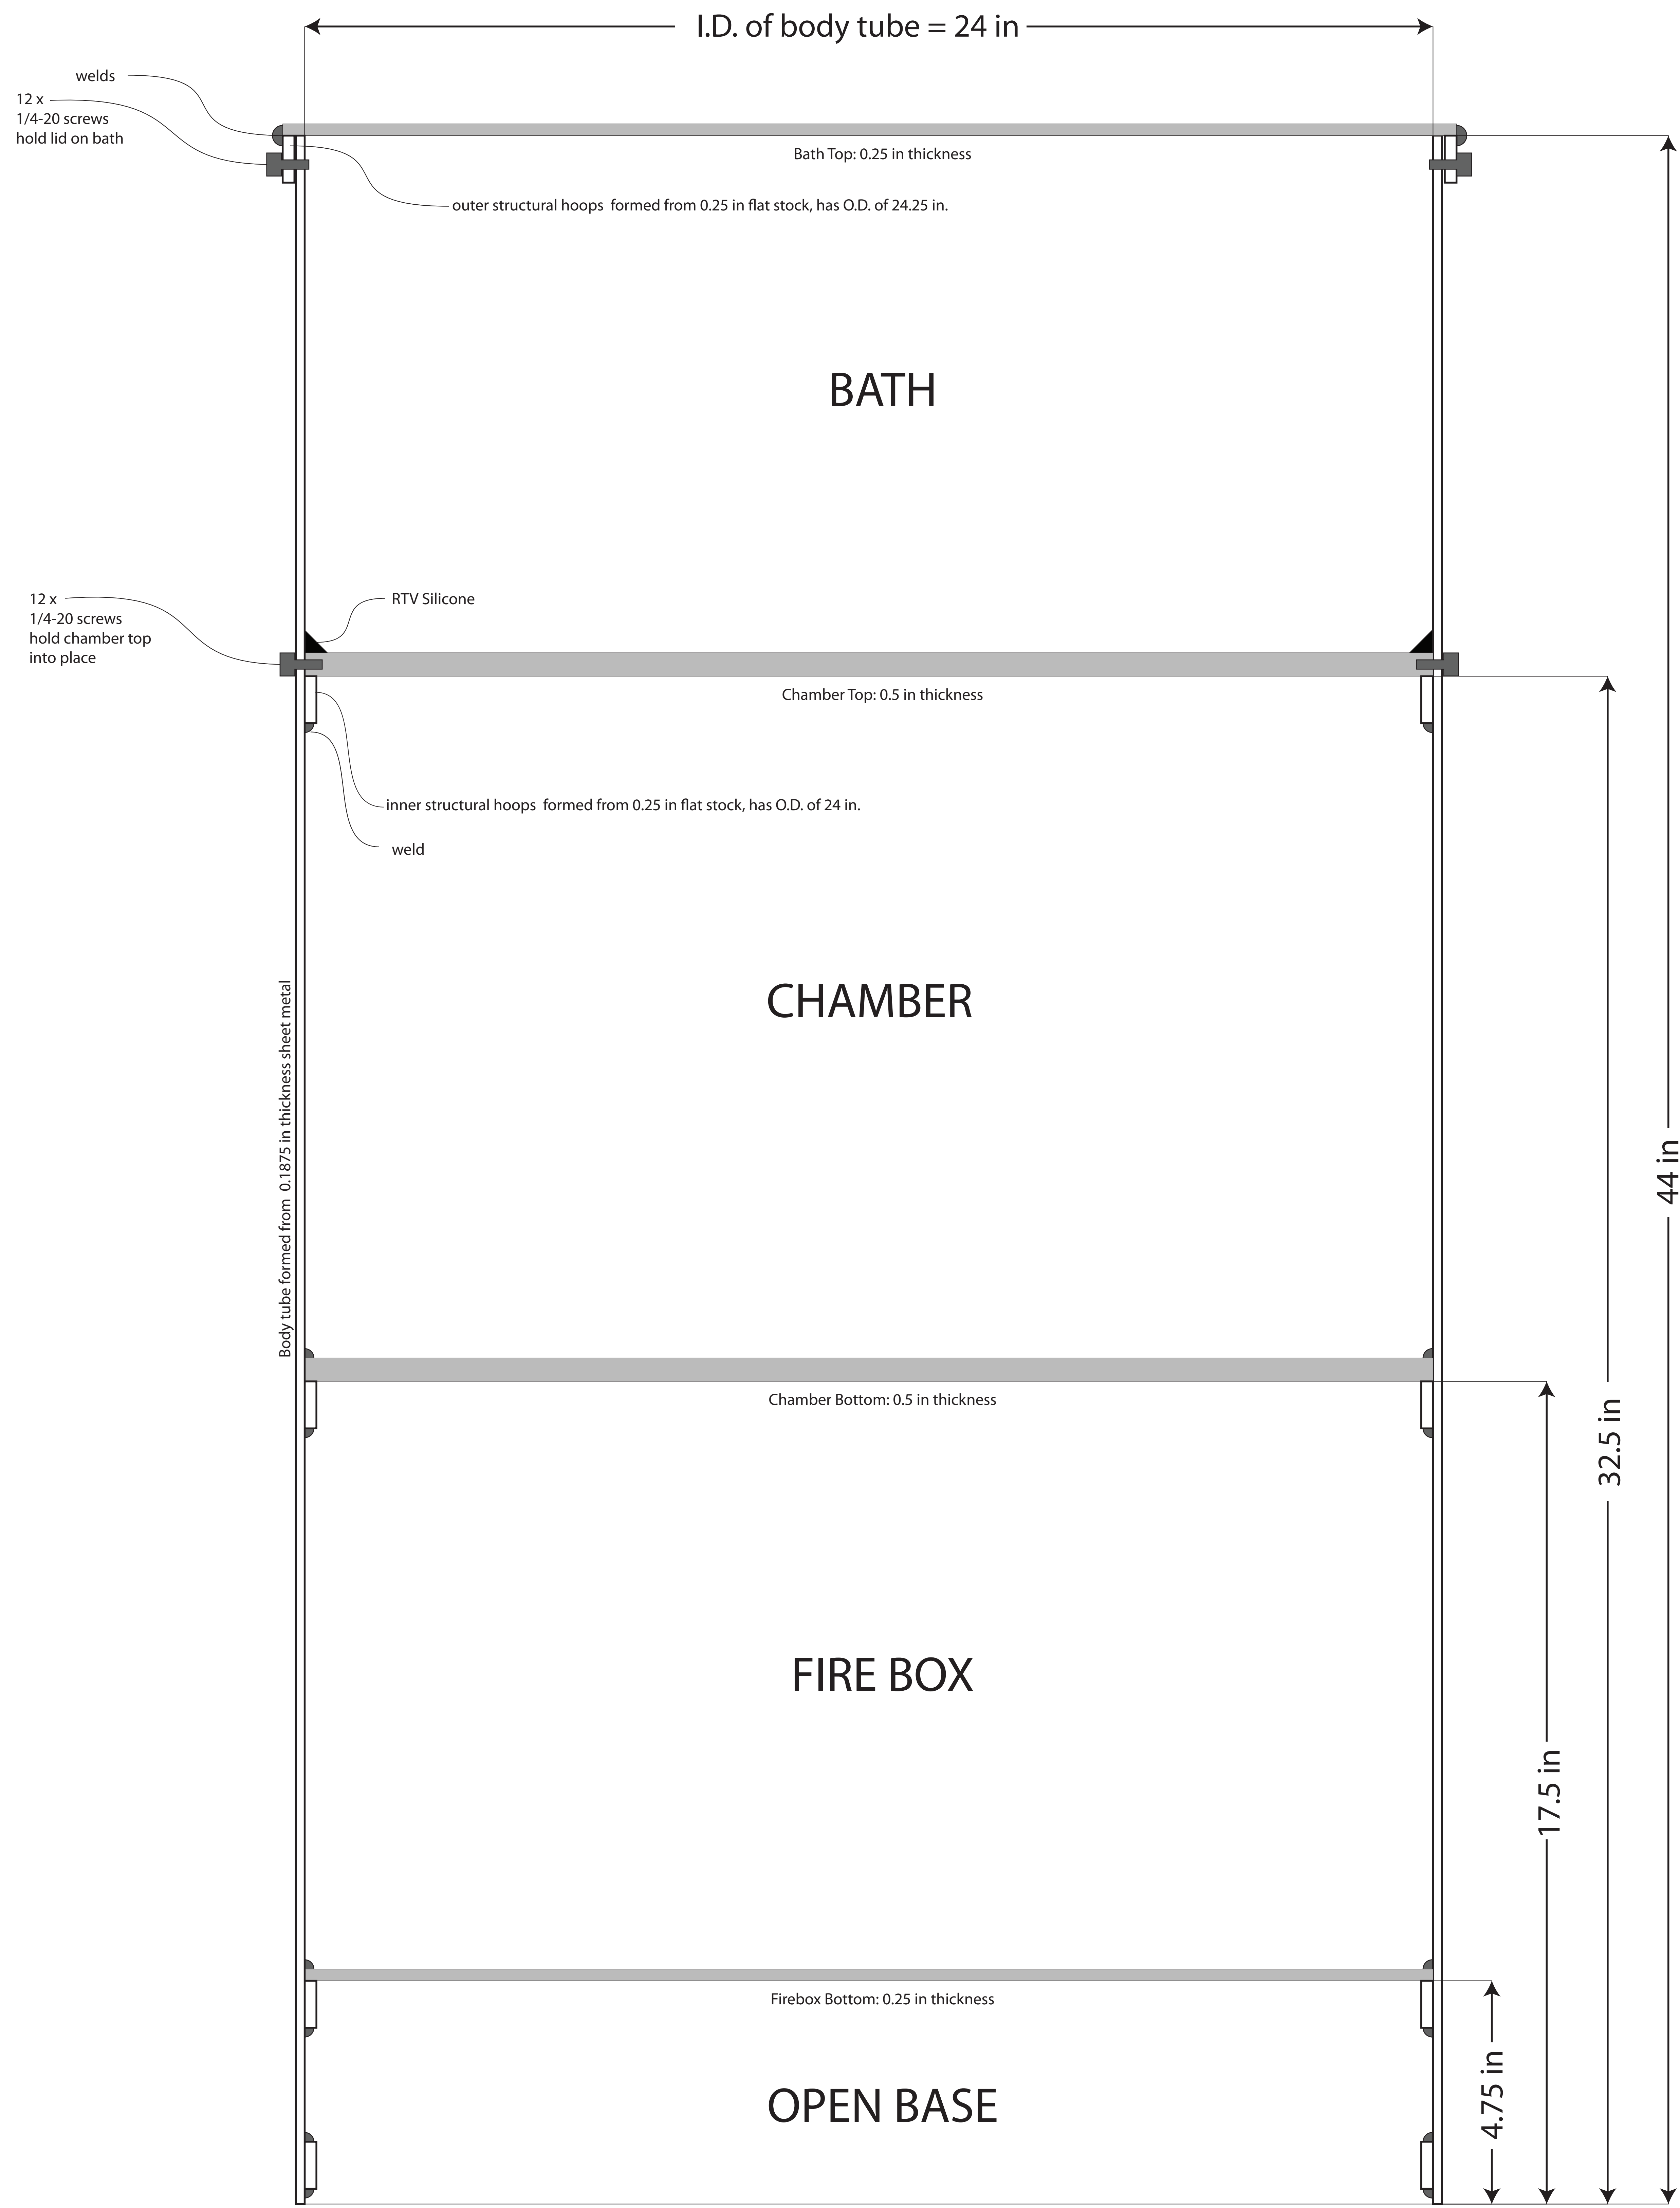 I.D. of body tube = 24 in
welds
12 x
1/4-20 screws
hold lid on bath
Bath Top: 0.25 in thickness
outer structural hoops  formed from 0.25 in flat stock, has O.D. of 24.25 in.
BATH
12 x
1/4-20 screws
hold chamber top
into place
RTV Silicone
Chamber Top: 0.5 in thickness
inner structural hoops  formed from 0.25 in flat stock, has O.D. of 24 in.
weld
CHAMBER
Body tube formed from  0.1875 in thickness sheet metal
44 in
Chamber Bottom: 0.5 in thickness
32.5 in
FIRE BOX
17.5 in
Firebox Bottom: 0.25 in thickness
OPEN BASE
4.75 in